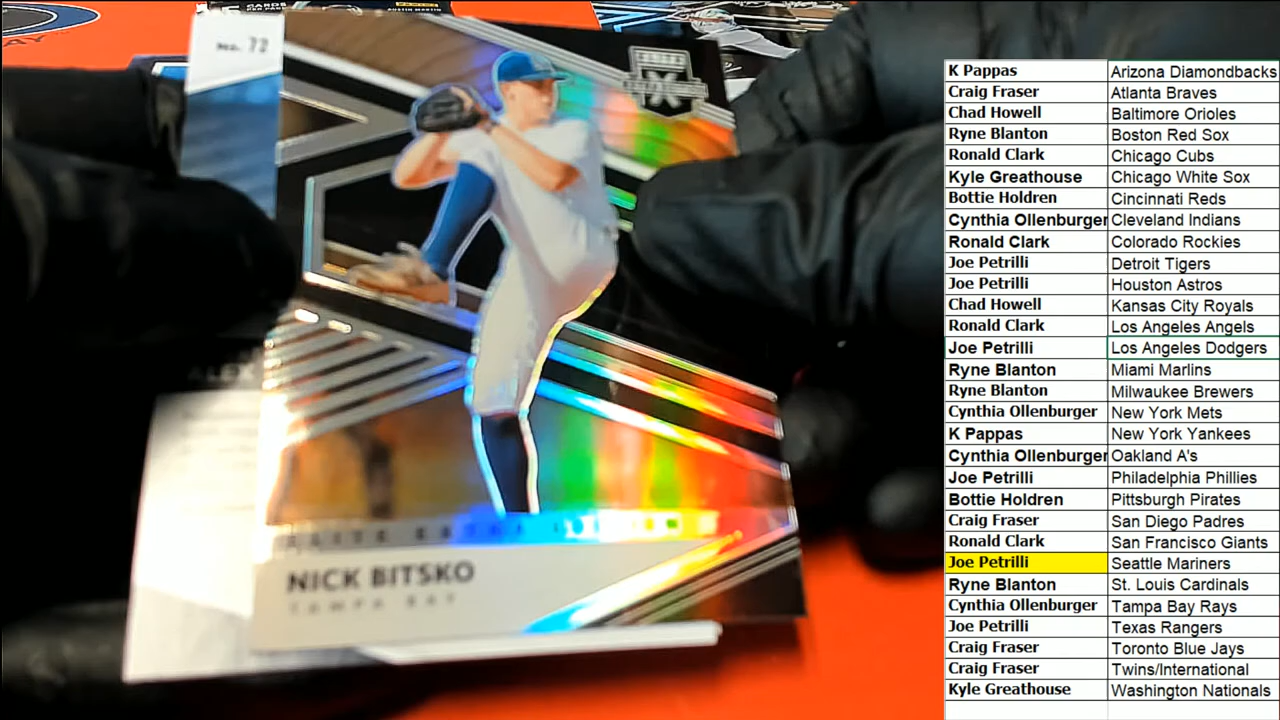 CARDS
No. 72
NICK BITSKO
TAMPA BAY
K Pappas Arizona Diamondbacks
Craig Fraser Atlanta Braves
Chad Howell Baltimore Orioles
Ryne Blanton Boston Red Sox
Ronald Clark Chicago Cubs
Kyle Greathouse Chicago White Sox
Bottie Holdren Cincinnati Reds
Cynthia Ollenburger Cleveland Indians
Ronald Clark Colorado Rockies
Joe Petrilli Detroit Tigers
Joe Petrilli Houston Astros
Chad Howell Kansas City Royals
Ronald Clark Los Angeles Angels
Joe Petrilli Los Angeles Dodgers
Ryne Blanton Miami Marlins
Ryne Blanton Milwaukee Brewers
Cynthia Ollenburger New York Mets
K Pappas New York Yankees
Cynthia Ollenburger Oakland A's
Joe Petrilli Philadelphia Phillies
Bottie Holdren Pittsburgh Pirates
Craig Fraser San Diego Padres
Ronald Clark San Francisco Giants
Joe Petrilli Seattle Mariners
Ryne Blanton St. Louis Cardinals
Cynthia Ollenburger Tampa Bay Rays
Joe Petrilli Texas Rangers
Craig Fraser Toronto Blue Jays
Craig Fraser Twins/International
Kyle Greathouse Washington Nationals